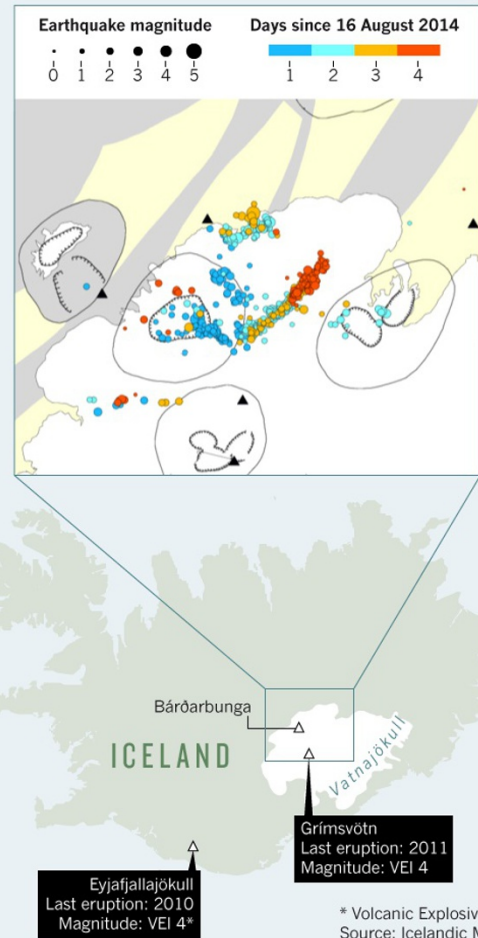 Earthquake magnitude
0 1 2 3 4 5
Days since 16 August 2014
1 2 3 4
Bárðarbunga
ICELAND
Vatnajökull
Grímsvötn
Last eruption: 2011
Magnitude: VEI 4
Eyjafjallajökull
Last eruption: 2010
Magnitude: VEI 4*
* Volcanic Explosiv
Source: Icelandic M